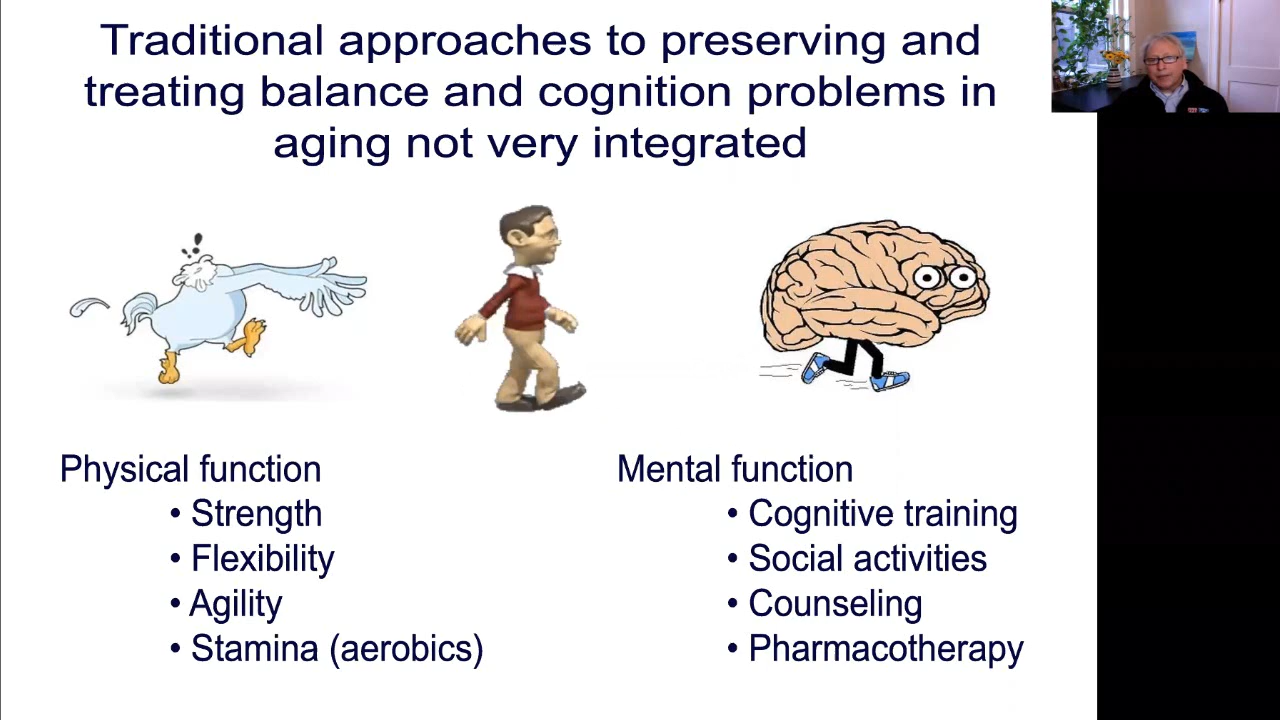 Traditional approaches to preserving and
treating balance and cognition problems in
aging not very integrated
Physical function
• Strength
• Flexibility
• Agility
• Stamina (aerobics)
Mental function
• Cognitive training
• Social activities
• Counseling
• Pharmacotherapy